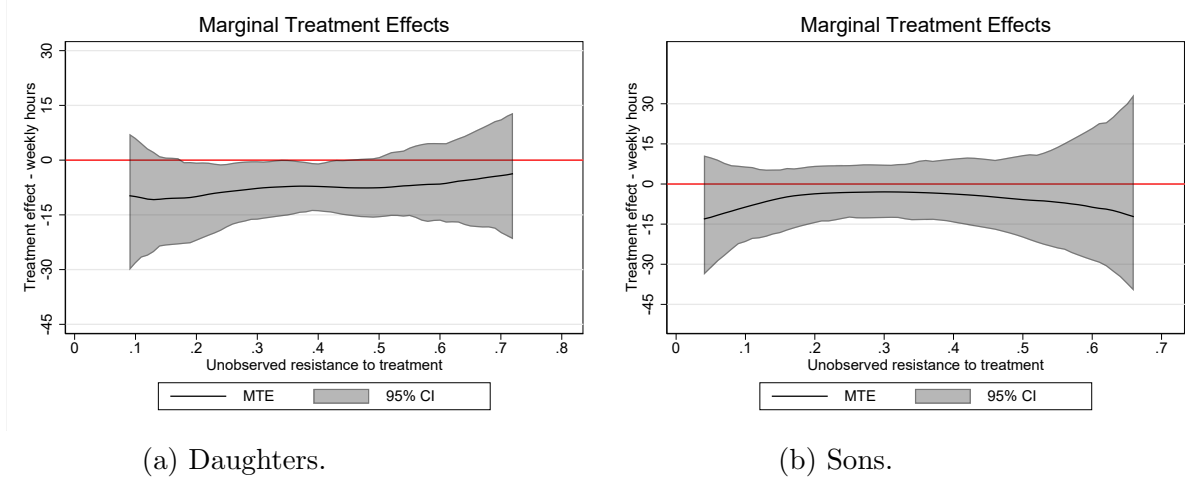 Marginal Treatment Effects
Treatment effect - weekly hours
30
15
0
-15
-30
-45
0 .1 .2 .3 .4 .5 .6 .7 .8
Unobserved resistance to treatment
MTE 95% CI
(a) Daughters.
Marginal Treatment Effects
Treatment effect - weekly hours
30
15
0
-15
-30
-45
0 .1 .2 .3 .4 .5 .6 .7
Unobserved resistance to treatment
MTE 95% CI
(b) Sons.